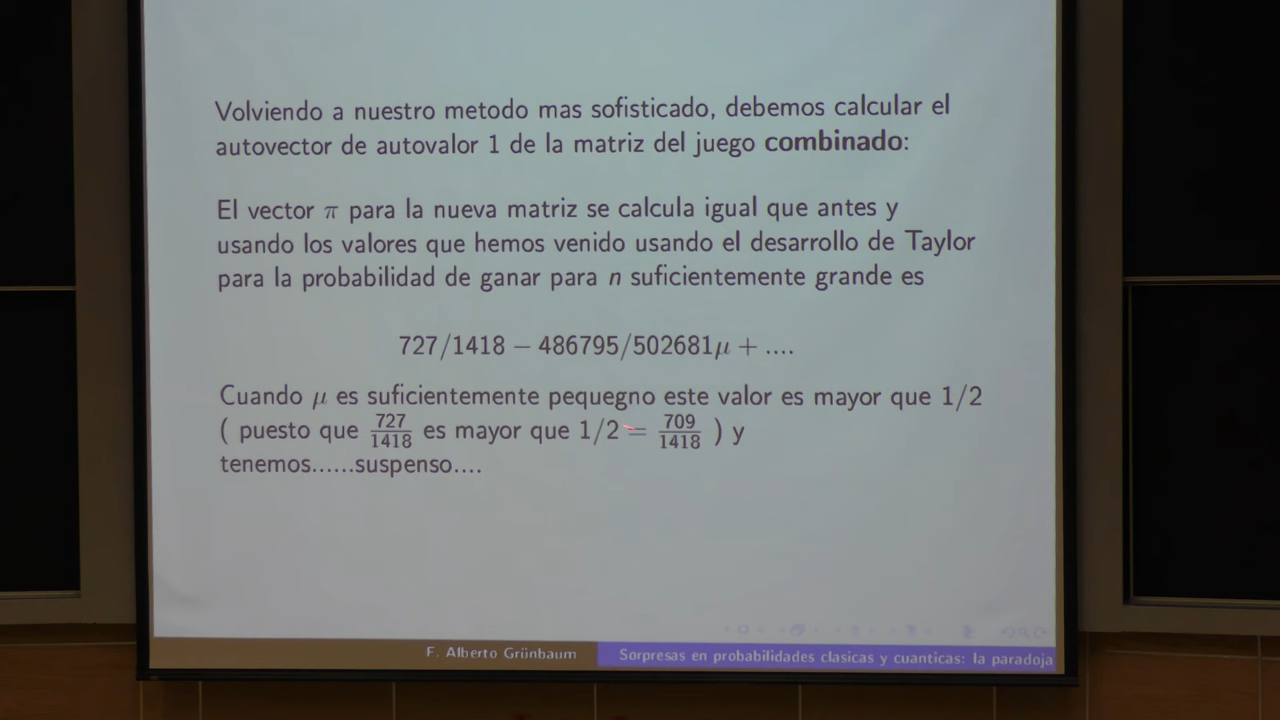 Volviendo a nuestro metodo mas sofisticado, debemos calcular el
autovector de autovalor 1 de la matriz del juego combinado:
El vector π para la nueva matriz se calcula igual que antes y
usando los valores que hemos venido usando el desarrollo de Taylor
para la probabilidad de ganar para n suficientemente grande es
727/1418 − 486795/502681μ + ....
Cuando μ es suficientemente pequegno este valor es mayor que 1/2
( puesto que 727/1418 es mayor que 1/2 = 709/1418 ) y
tenemos......suspenso....
F. Alberto Grünbaum
Sorpresas en probabilidades clasicas y cuanticas: la paradoja